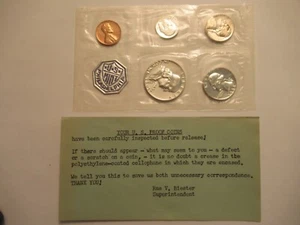 YOUR U. S. PROOF COINS
have been carefully inspected before release;
If there should appear - what may seem to you - a defect
or a scratch on a coin, - it is no doubt a crease in the
polyethylene-coated cellophane in which they are encased.
We tell you this to save us both unnecessary correspondence.
THANK YOU;
Rae V. Biester
Superintendent